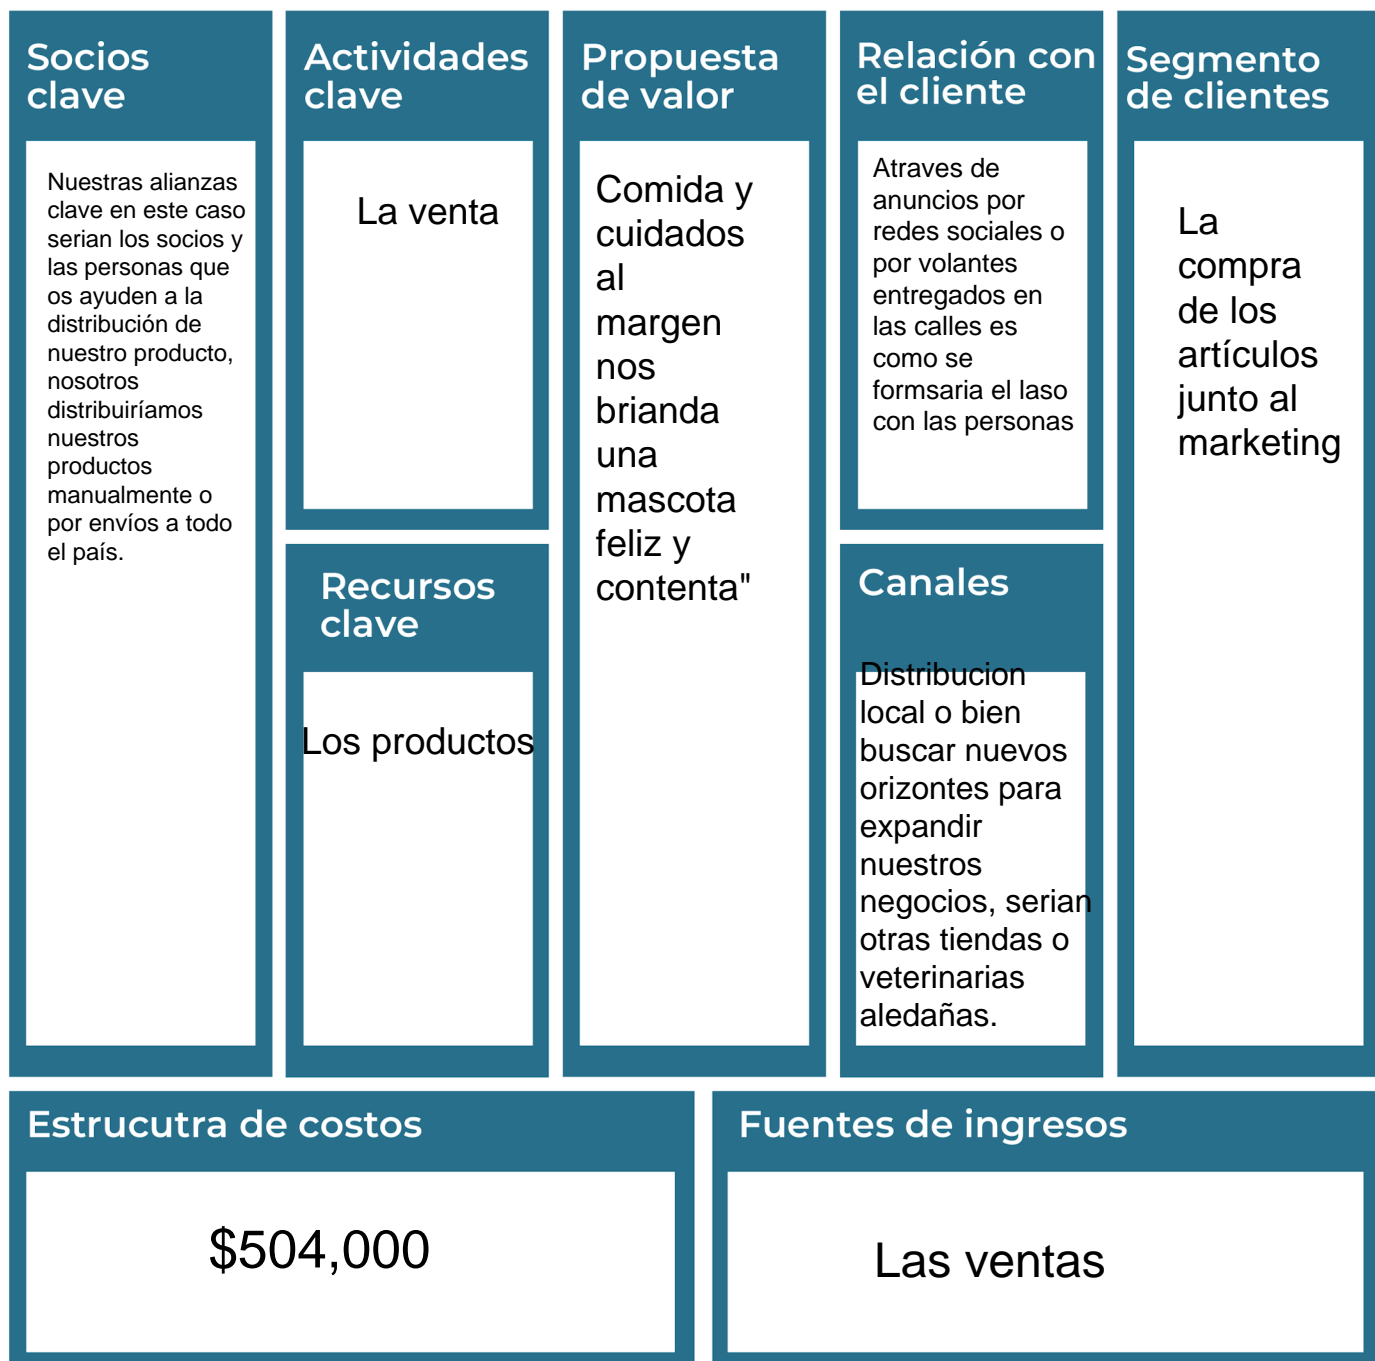 Socios
clave
Nuestras alianzas
clave en este caso
serian los socios y
las personas que
os ayuden a la
distribución de
nuestro producto,
nosotros
distribuiríamos
nuestros
productos
manualmente o
por envíos a todo
el país.
Actividades
clave
La venta
Recursos
clave
Los productos
Propuesta
de valor
Comida y
cuidados
al
margen
nos
brianda
una
mascota
feliz y
contenta"
Relación con
el cliente
Atraves de
anuncios por
redes sociales o
por volantes
entregados en
las calles es
como se
formsaria el laso
con las personas
Canales
Distribucion
local o bien
buscar nuevos
orizontes para
expandir
nuestros
negocios, serian
otras tiendas o
veterinarias
aledañas.
Segmento
de clientes
La
compra
de los
artículos
junto al
marketing
Estrucutra de costos
$504,000
Fuentes de ingresos
Las ventas